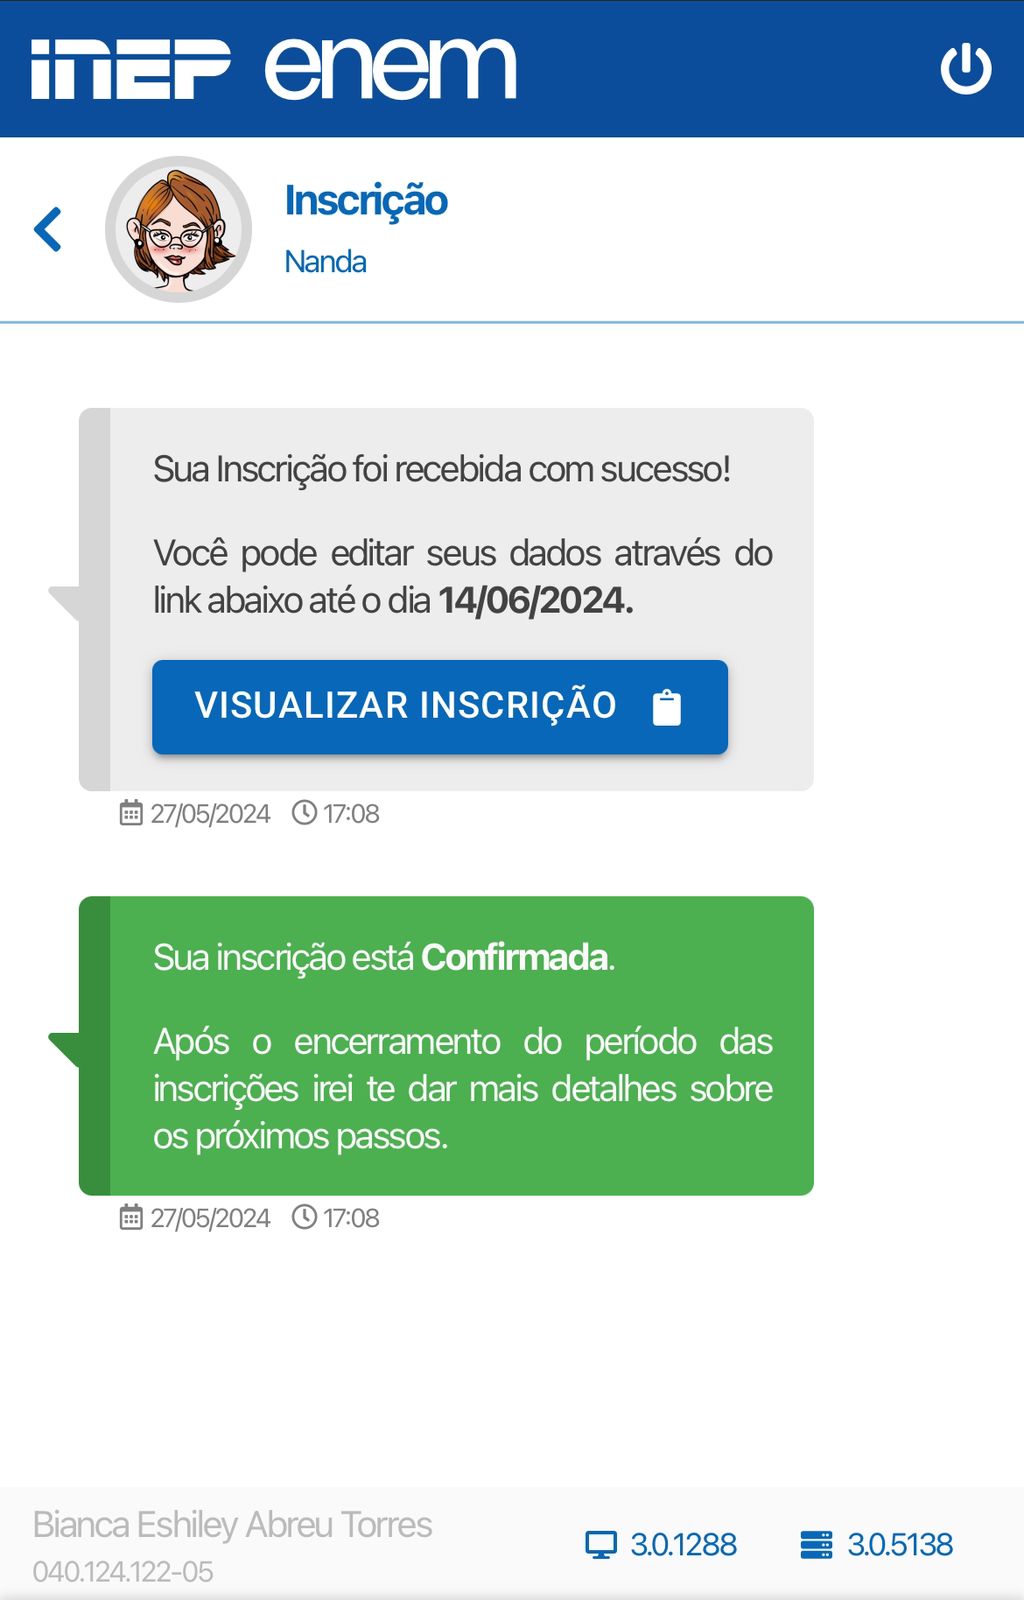 INEP enem
Inscrição
Nanda
Sua Inscrição foi recebida com sucesso!
Você pode editar seus dados através do
link abaixo até o dia 14/06/2024.
VISUALIZAR INSCRIÇÃO
27/05/2024 17:08
Sua inscrição está Confirmada.
Após o encerramento do período das
inscrições irei te dar mais detalhes sobre
os próximos passos.
27/05/2024 17:08
Bianca Eshiley Abreu Torres
040.124.122-05
3.0.1288 3.0.5138